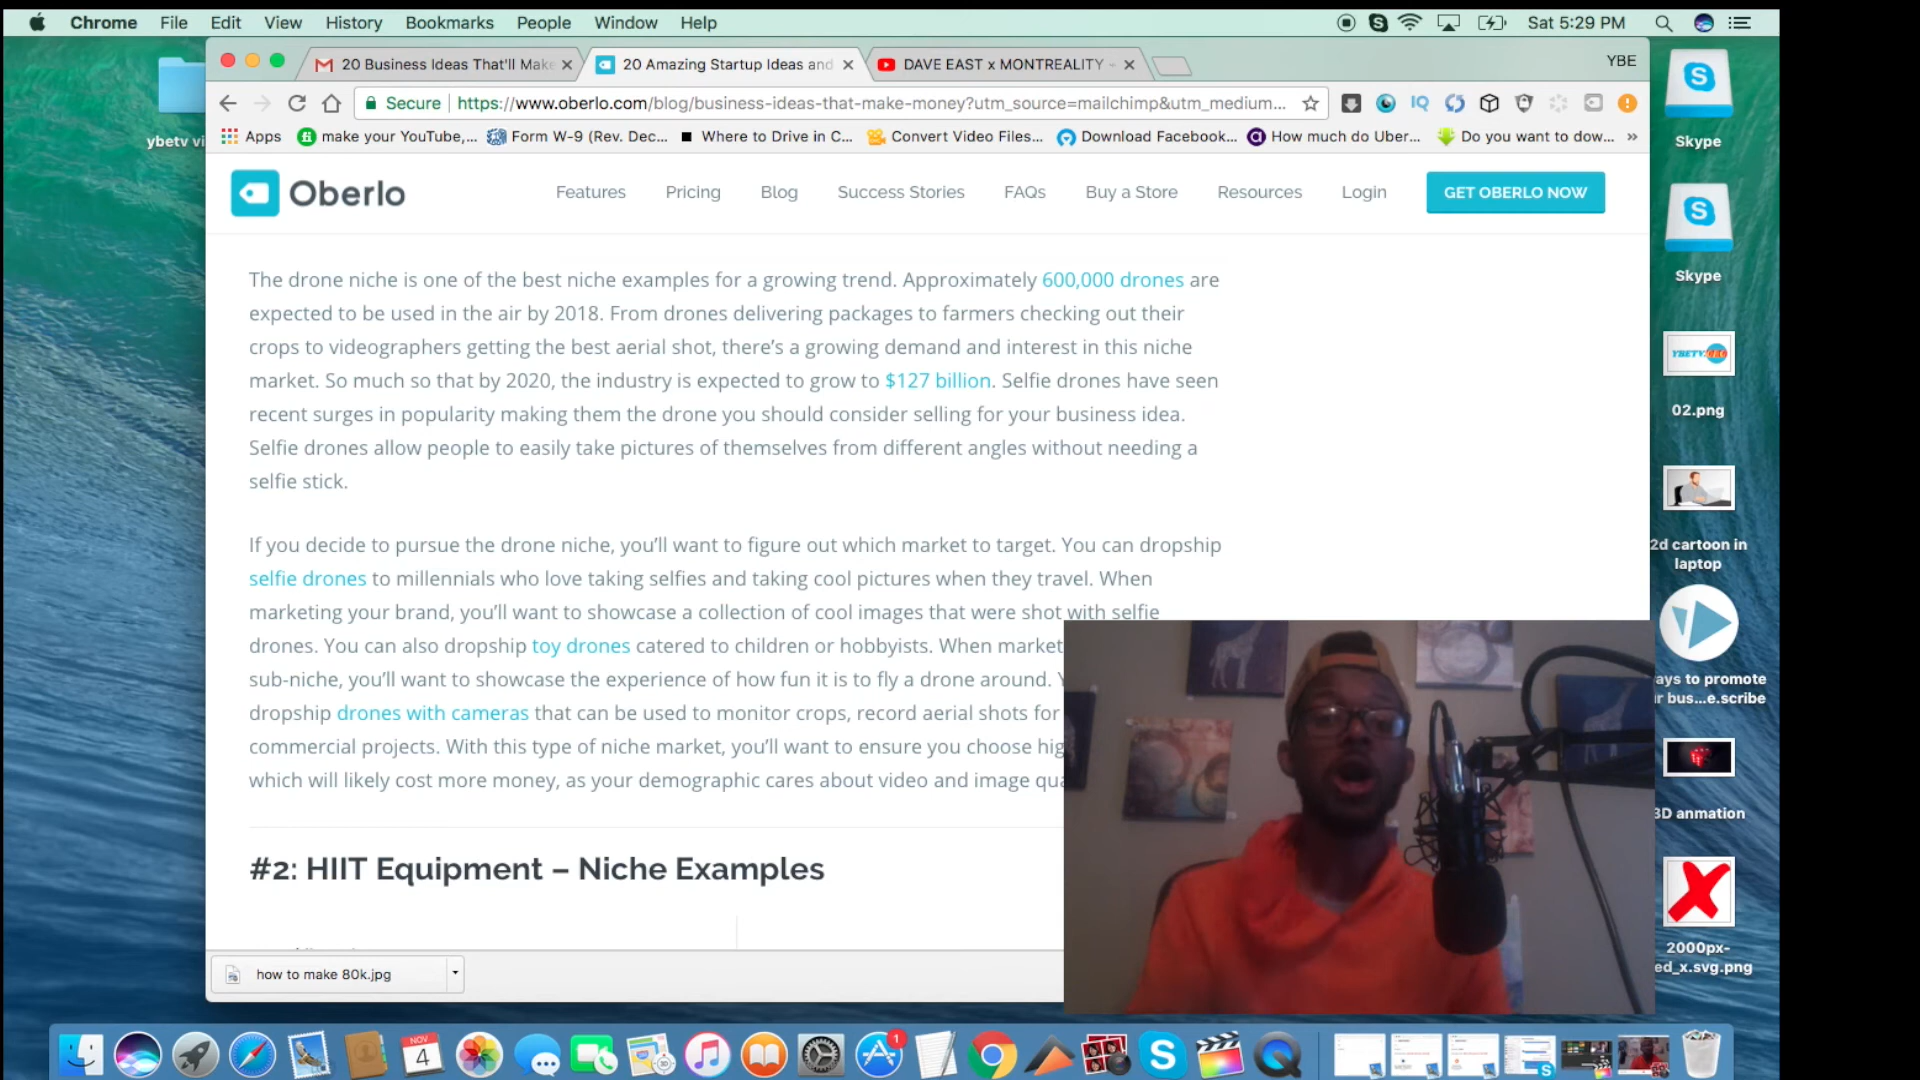 Chrome File Edit View History Bookmarks People Window Help Sat 5:29 PM
20 Business Ideas That'll Make
20 Amazing Startup Ideas and
DAVE EAST x MONTREALITY -
YBE
Secure https://www.oberlo.com/blog/business-ideas-that-make-money?utm_source=mailchimp&utm_medium...
IQ
Apps make your YouTube,... Form W-9 (Rev. Dec... Where to Drive in C... Convert Video Files... Download Facebook... How much do Uber... Do you want to dow... »
Oberlo Features Pricing Blog Success Stories FAQs Buy a Store Resources Login GET OBERLO NOW
The drone niche is one of the best niche examples for a growing trend. Approximately 600,000 drones are
expected to be used in the air by 2018. From drones delivering packages to farmers checking out their
crops to videographers getting the best aerial shot, there's a growing demand and interest in this niche
market. So much so that by 2020, the industry is expected to grow to $127 billion. Selfie drones have seen
recent surges in popularity making them the drone you should consider selling for your business idea.
Selfie drones allow people to easily take pictures of themselves from different angles without needing a
selfie stick.
If you decide to pursue the drone niche, you'll want to figure out which market to target. You can dropship
selfie drones to millennials who love taking selfies and taking cool pictures when they travel. When
marketing your brand, you'll want to showcase a collection of cool images that were shot with selfie
drones. You can also dropship toy drones catered to children or hobbyists. When market
sub-niche, you'll want to showcase the experience of how fun it is to fly a drone around. Y
dropship drones with cameras that can be used to monitor crops, record aerial shots for
commercial projects. With this type of niche market, you'll want to ensure you choose hig
which will likely cost more money, as your demographic cares about video and image qua
#2: HIIT Equipment – Niche Examples
how to make 80k.jpg
ybetv vi
Skype
Skype
02.png
2d cartoon in
laptop
ays to promote
r bus...e.scribe
3D anmation
2000px-
ed_x.svg.png
NOV
4
1